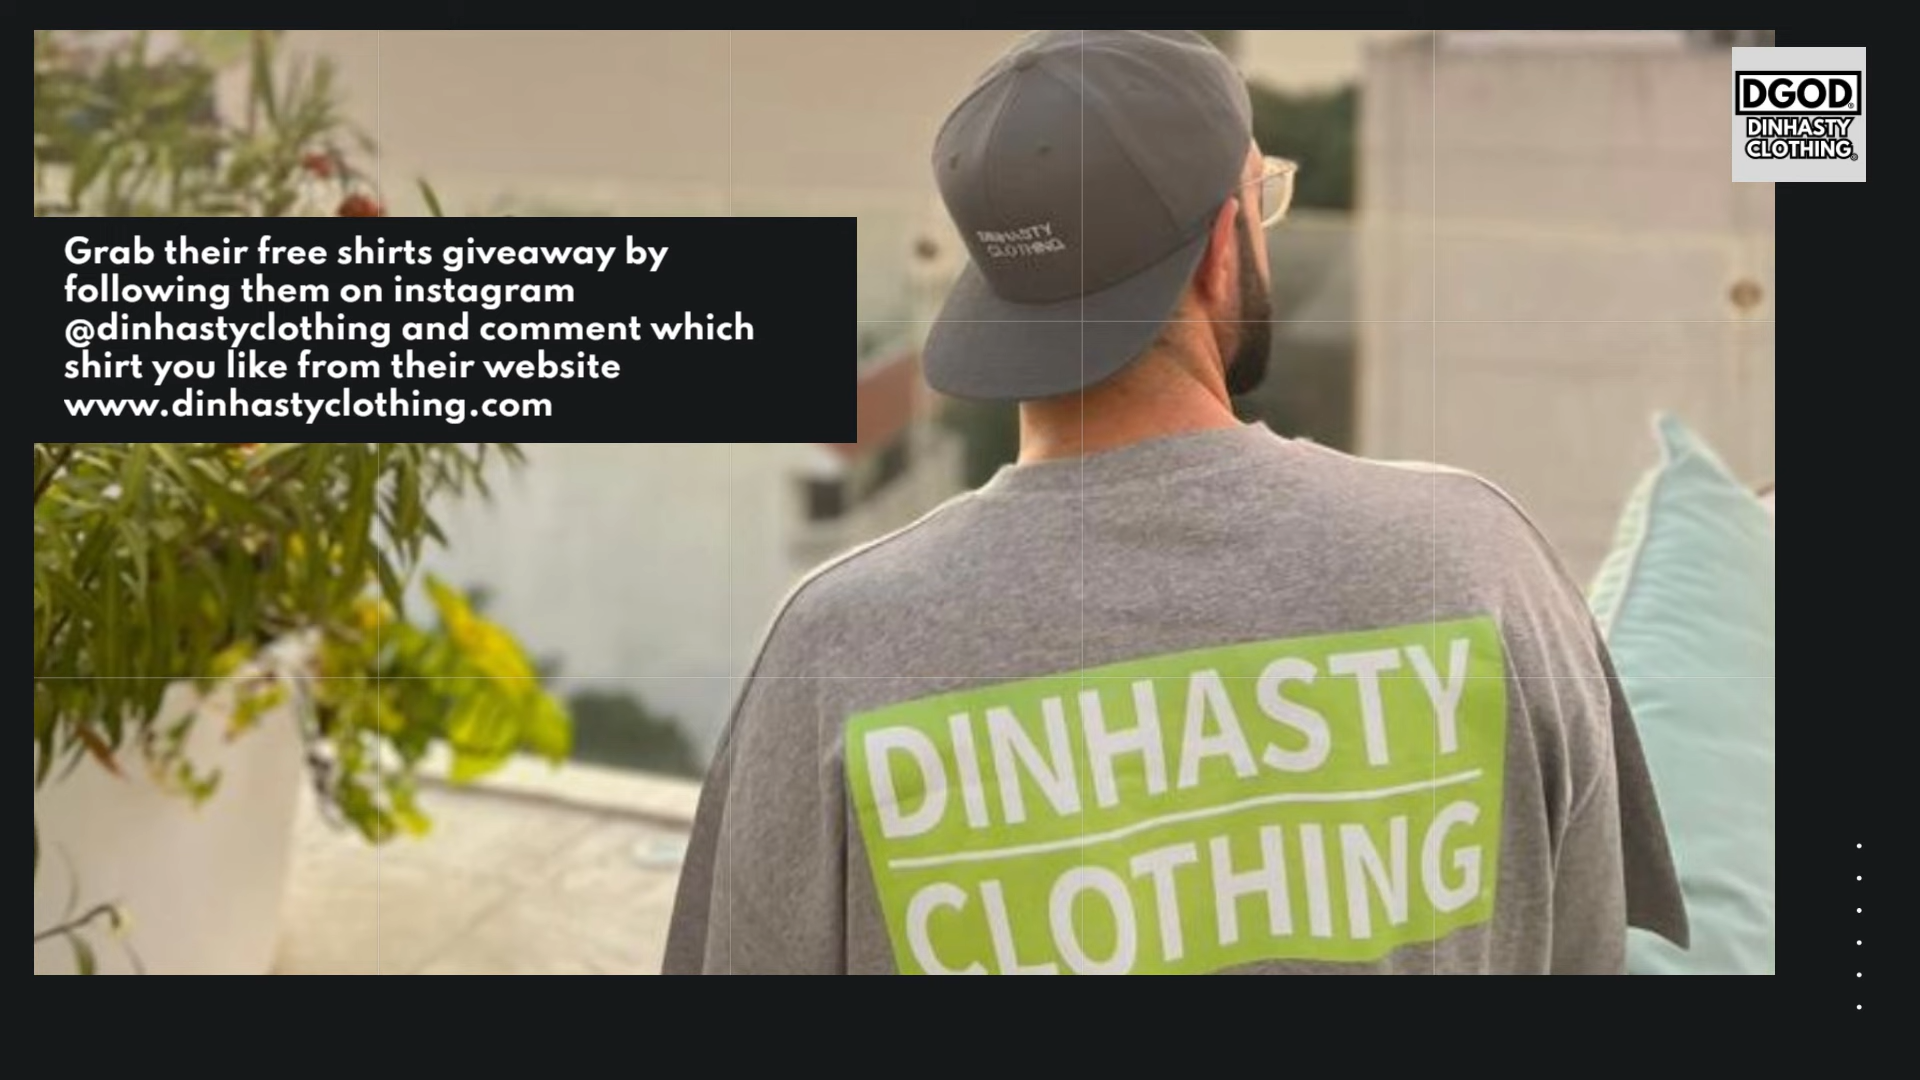 DGOD®
DINHASTY
CLOTHING®
Grab their free shirts giveaway by
following them on instagram
@dinhastyclothing and comment which
shirt you like from their website
www.dinhastyclothing.com
DINHASTY
CLOTHING
DINHASTY
CLOTHING